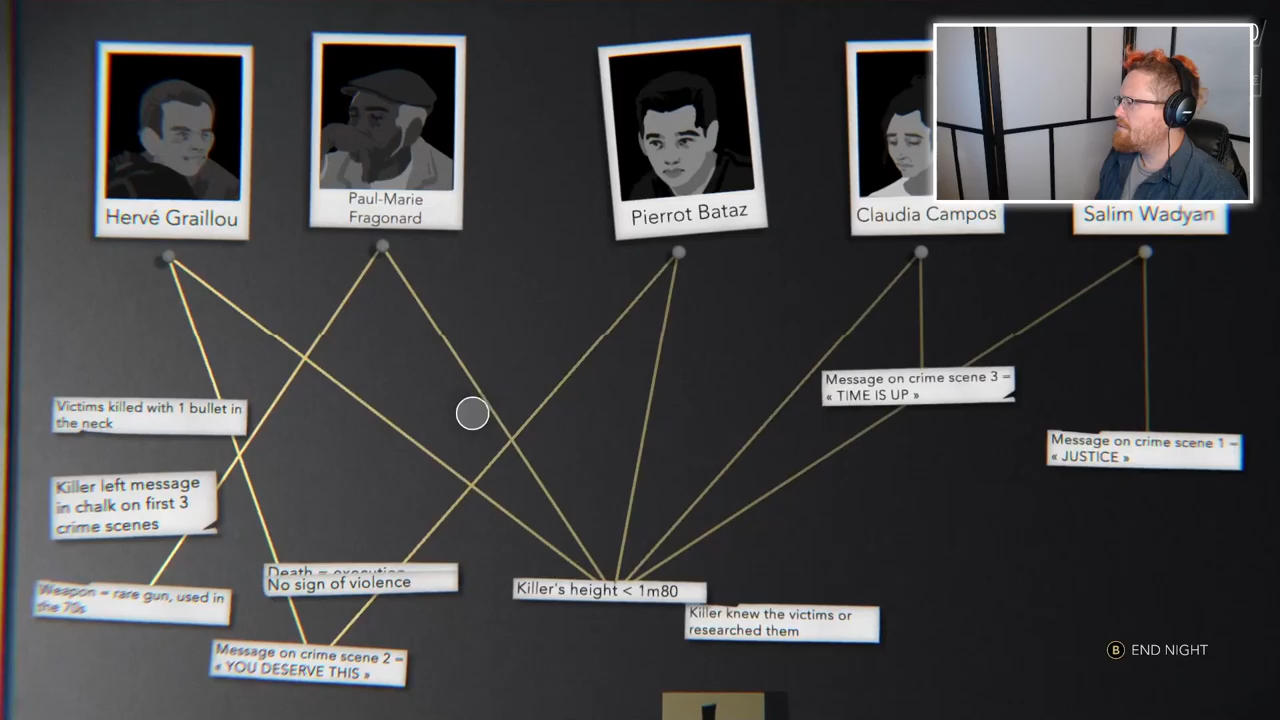 Hervé Graillou
Paul-Marie
Fragonard
Pierrot Bataz
Claudia Campos
Salim Wadyan
Message on crime scene 3 =
« TIME IS UP »
Victims killed with 1 bullet in
the neck
Message on crime scene 1 =
« JUSTICE »
Killer left message
in chalk on first 3
crime scenes
Death = execution
No sign of violence
Weapon = rare gun, used in
the 70s
Killer's height < 1m80
Killer knew the victims or
researched them
Message on crime scene 2 =
« YOU DESERVE THIS »
B END NIGHT